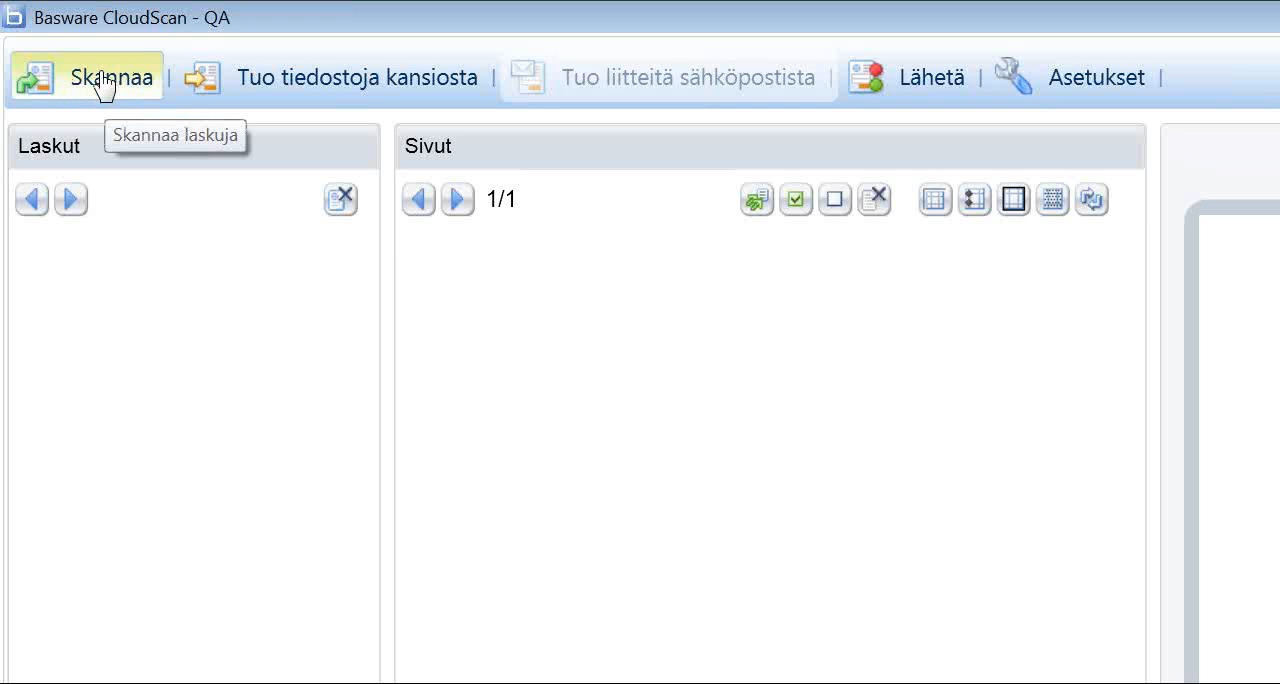 Basware CloudScan - QA
Skannaa | Tuo tiedostoja kansiosta | Tuo liitteitä sähköpostista | Lähetä | Asetukset |
Skannaa laskuja
Laskut
Sivut
1/1